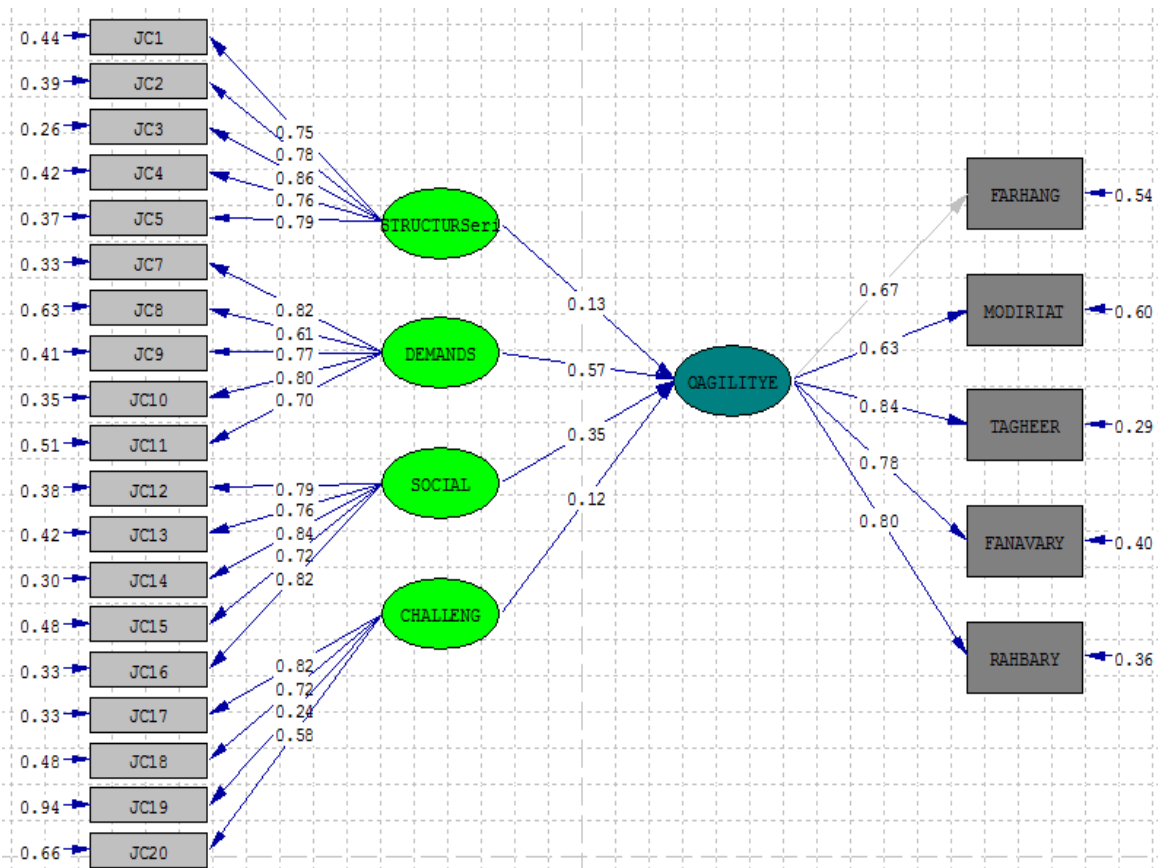 0.44 JC1
0.39 JC2
0.26 JC3
0.42 JC4
0.37 JC5
0.33 JC7
0.63 JC8
0.41 JC9
0.35 JC10
0.51 JC11
0.38 JC12
0.42 JC13
0.30 JC14
0.48 JC15
0.33 JC16
0.33 JC17
0.48 JC18
0.94 JC19
0.66 JC20
0.75
0.78
0.86
0.76
0.79
0.82
0.61
0.77
0.80
0.70
0.79
0.76
0.84
0.72
0.82
0.82
0.72
0.24
0.58
STRUCTURSeri
DEMANDS
SOCIAL
CHALLENG
0.13
0.57
0.35
0.12
OAGILITYE
0.67
0.63
0.84
0.78
0.80
FARHANG 0.54
MODIRIAT 0.60
TAGHEER 0.29
FANAVARY 0.40
RAHBARY 0.36